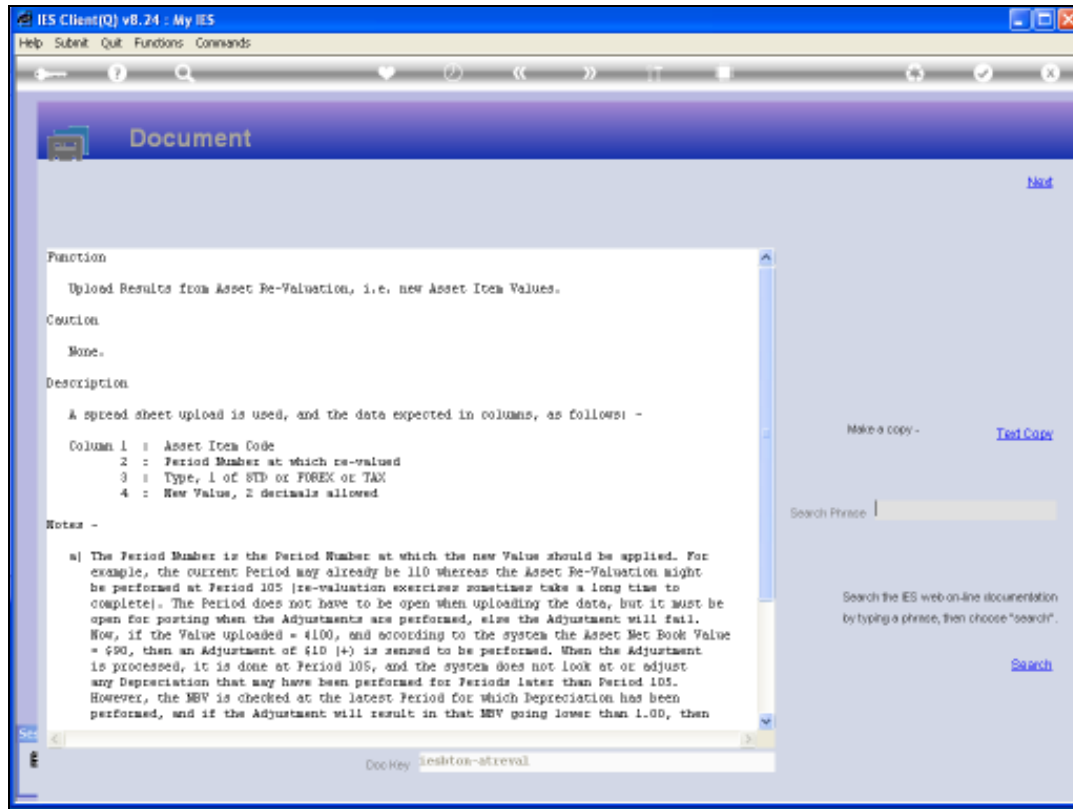 IES Client(Q) v8.24 : My IES
Help Submit Quit Functions Commands
Document
Next
Function
Upload Results from Asset Re-Valuation, i.e. new Asset Item Values.
Caution
None.
Description
A spread sheet upload is used, and the data expected in columns, as follows: -
Column 1 : Asset Item Code
2 : Period Number at which re-valued
3 : Type, 1 of STD or FOREX or TAX
4 : New Value, 2 decimals allowed
Notes -
a) The Period Number is the Period Number at which the new Value should be applied. For
example, the current Period may already be 110 whereas the Asset Re-Valuation might
be performed at Period 105 (re-valuation exercises sometimes take a long time to
complete). The Period does not have to be open when uploading the data, but it must be
open for posting when the Adjustments are performed, else the Adjustment will fail.
Now, if the Value uploaded = $100, and according to the system the Asset Net Book Value
= $90, then an Adjustment of $10 (+) is sensed to be performed. When the Adjustment
is processed, it is done at Period 105, and the system does not look at or adjust
any Depreciation that may have been performed for Periods later than Period 105.
However, the NBV is checked at the latest Period for which Depreciation has been
performed, and if the Adjustment will result in that NBV going lower than 1.00, then
Make a copy -
Text Copy
Search Phrase
Search the IES web on-line documentation
by typing a phrase, then choose "search".
Search
Doc Key iesbton-atreval